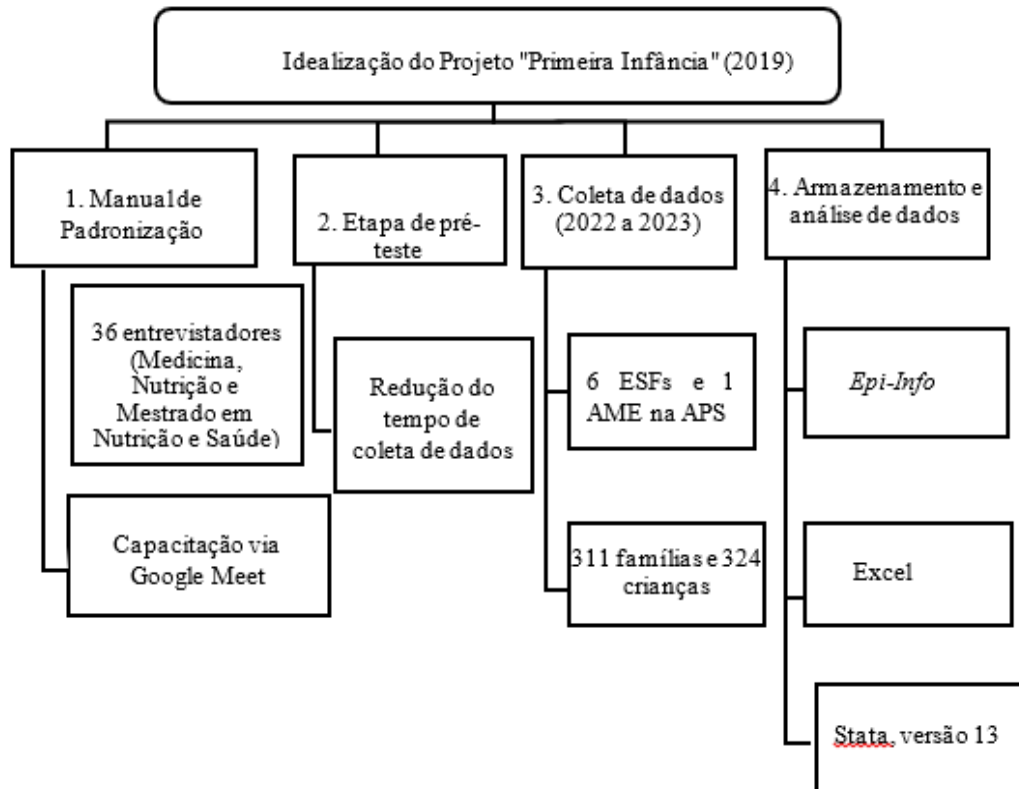 Idealização do Projeto "Primeira Infância" (2019)
1. Manual de
Padronização
36 entrevistadores
(Medicina,
Nutrição e
Mestrado em
Nutrição e Saúde)
Capacitação via
Google Meet
2. Etapa de pré-
teste
Redução do
tempo de
coleta de dados
3. Coleta de dados
(2022 a 2023)
6 ESFs e 1
AME na APS
311 famílias e 324
crianças
4. Armazenamento e
análise de dados
Epi-Info
Excel
Stata, versão 13